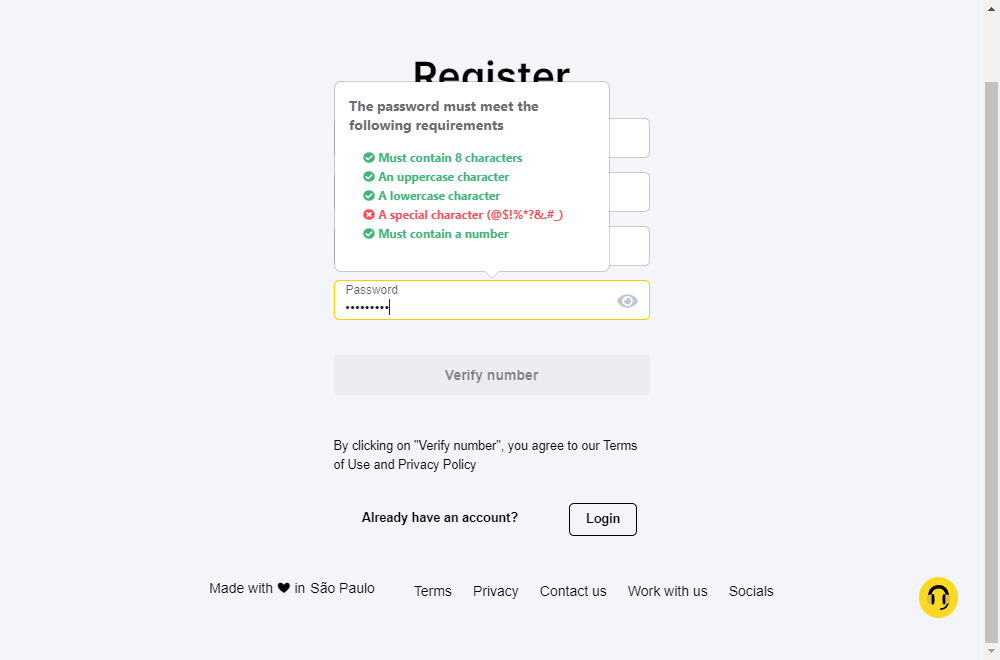 Register
The password must meet the
following requirements
Must contain 8 characters
An uppercase character
A lowercase character
A special character (@$!%*?&.#_)
Must contain a number
Password
•••••••••
Verify number
By clicking on "Verify number", you agree to our Terms
of Use and Privacy Policy
Already have an account? Login
Made with ❤ in São Paulo Terms Privacy Contact us Work with us Socials